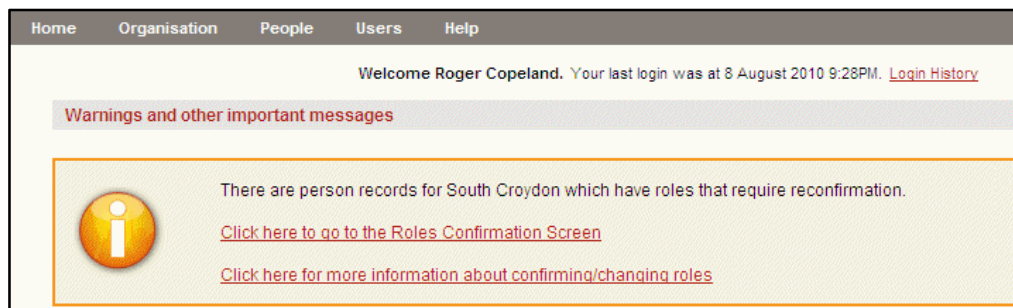 Home Organisation People Users Help
Welcome Roger Copeland. Your last login was at 8 August 2010 9:28PM. Login History
Warnings and other important messages
There are person records for South Croydon which have roles that require reconfirmation.
Click here to go to the Roles Confirmation Screen
Click here for more information about confirming/changing roles